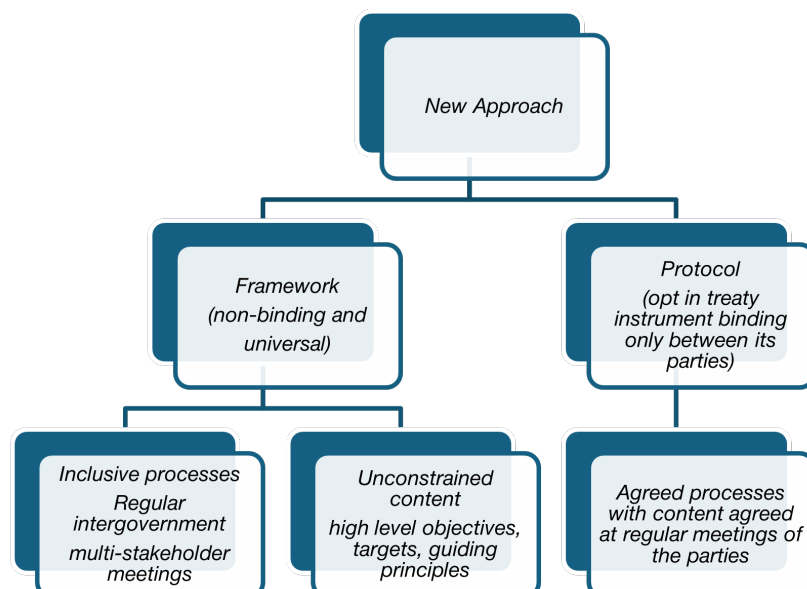 New Approach
Framework
(non-binding and
universal)
Protocol
(opt in treaty
instrument binding
only between its
parties)
Inclusive processes
Regular
intergovernment
multi-stakeholder
meetings
Unconstrained
content
high level objectives,
targets, guiding
principles
Agreed processes
with content agreed
at regular meetings of
the parties